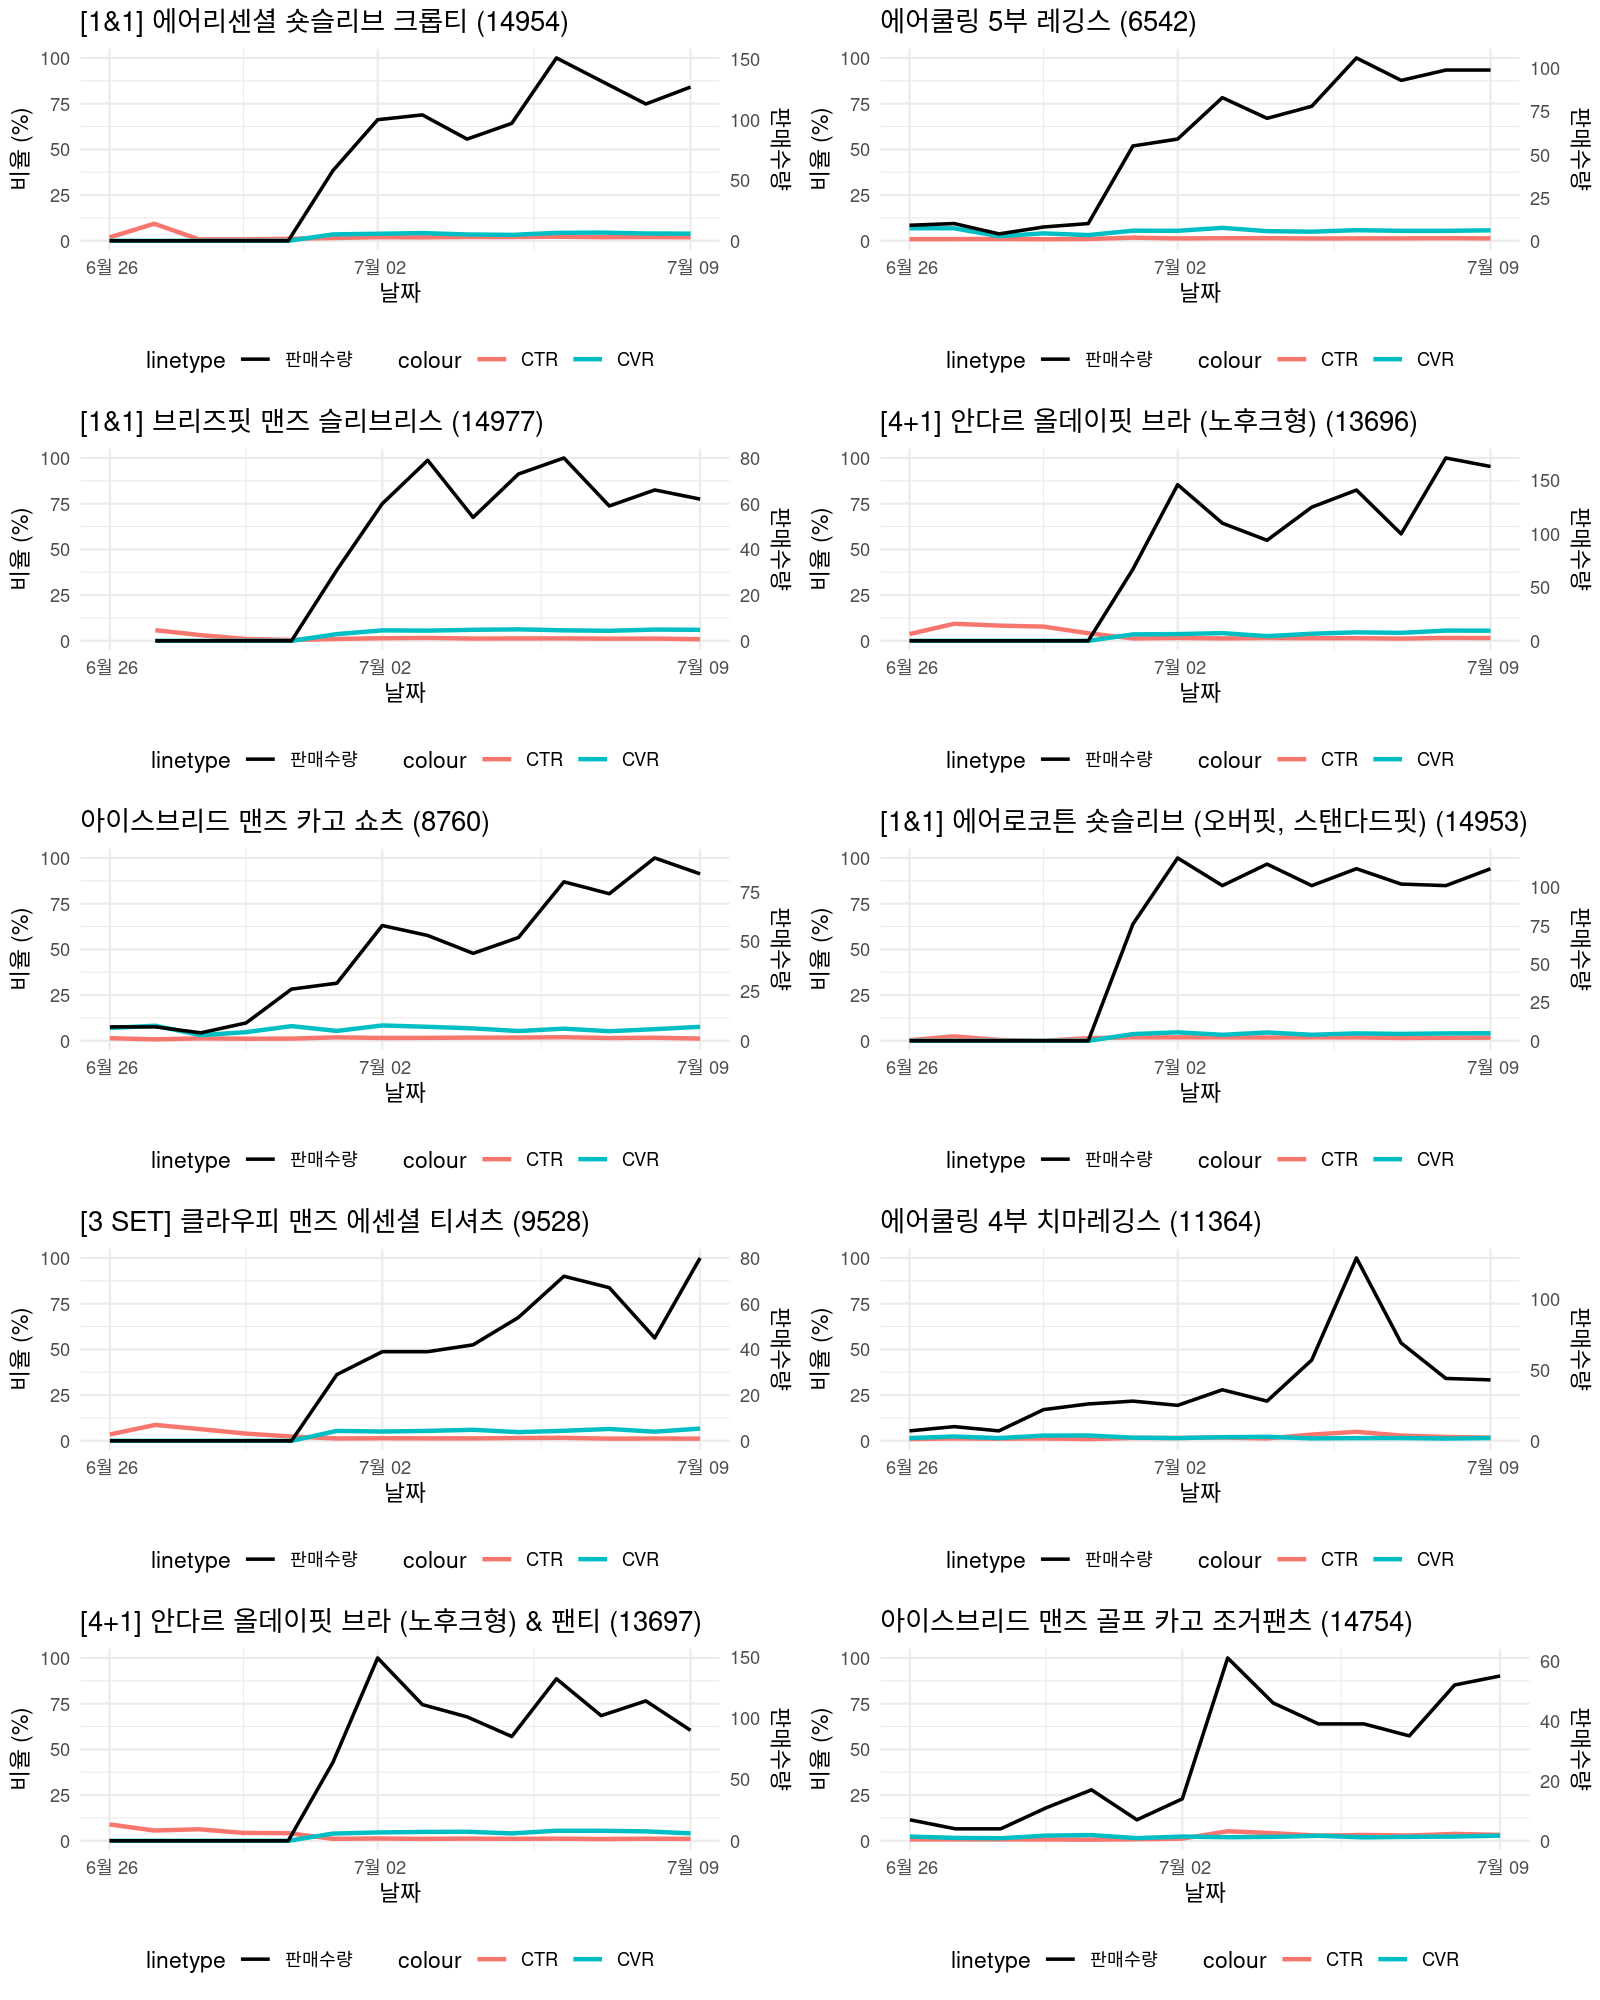 [1&1] 에어리센셜 숏슬리브 크롭티 (14954)
비율 (%)
100
75
50
25
0
150
100
50
0
판매수량
6월 26 7월 02 7월 09
날짜
linetype 판매수량 colour CTR CVR
에어쿨링 5부 레깅스 (6542)
비율 (%)
100
75
50
25
0
100
75
50
25
0
판매수량
6월 26 7월 02 7월 09
날짜
linetype 판매수량 colour CTR CVR
[1&1] 브리즈핏 맨즈 슬리브리스 (14977)
비율 (%)
100
75
50
25
0
80
60
40
20
0
판매수량
6월 26 7월 02 7월 09
날짜
linetype 판매수량 colour CTR CVR
[4+1] 안다르 올데이핏 브라 (노후크형) (13696)
비율 (%)
100
75
50
25
0
150
100
50
0
판매수량
6월 26 7월 02 7월 09
날짜
linetype 판매수량 colour CTR CVR
아이스브리드 맨즈 카고 쇼츠 (8760)
비율 (%)
100
75
50
25
0
75
50
25
0
판매수량
6월 26 7월 02 7월 09
날짜
linetype 판매수량 colour CTR CVR
[1&1] 에어로코튼 숏슬리브 (오버핏, 스탠다드핏) (14953)
비율 (%)
100
75
50
25
0
100
75
50
25
0
판매수량
6월 26 7월 02 7월 09
날짜
linetype 판매수량 colour CTR CVR
[3 SET] 클라우피 맨즈 에센셜 티셔츠 (9528)
비율 (%)
100
75
50
25
0
80
60
40
20
0
판매수량
6월 26 7월 02 7월 09
날짜
linetype 판매수량 colour CTR CVR
에어쿨링 4부 치마레깅스 (11364)
비율 (%)
100
75
50
25
0
100
50
0
판매수량
6월 26 7월 02 7월 09
날짜
linetype 판매수량 colour CTR CVR
[4+1] 안다르 올데이핏 브라 (노후크형) & 팬티 (13697)
비율 (%)
100
75
50
25
0
150
100
50
0
판매수량
6월 26 7월 02 7월 09
날짜
linetype 판매수량 colour CTR CVR
아이스브리드 맨즈 골프 카고 조거팬츠 (14754)
비율 (%)
100
75
50
25
0
60
40
20
0
판매수량
6월 26 7월 02 7월 09
날짜
linetype 판매수량 colour CTR CVR